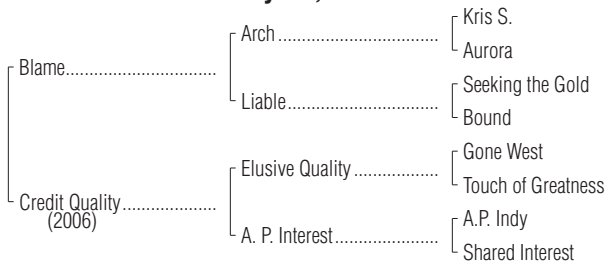 Kris S.
Arch
Aurora
Blame
Seeking the Gold
Liable
Bound
Gone West
Elusive Quality
Touch of Greatness
Credit Quality
(2006)
A.P. Indy
A. P. Interest
Shared Interest